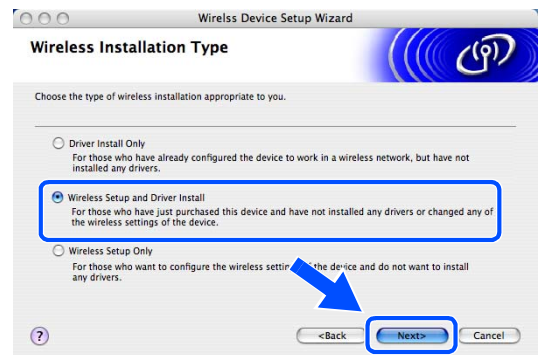 Wirelss Device Setup Wizard
Wireless Installation Type
Choose the type of wireless installation appropriate to you.
Driver Install Only
For those who have already configured the device to work in a wireless network, but have not
installed any drivers.
Wireless Setup and Driver Install
For those who have just purchased this device and have not installed any drivers or changed any of
the wireless settings of the device.
Wireless Setup Only
For those who want to configure the wireless the device and do not want to install
any drivers.
?
<Back
Next>
Cancel